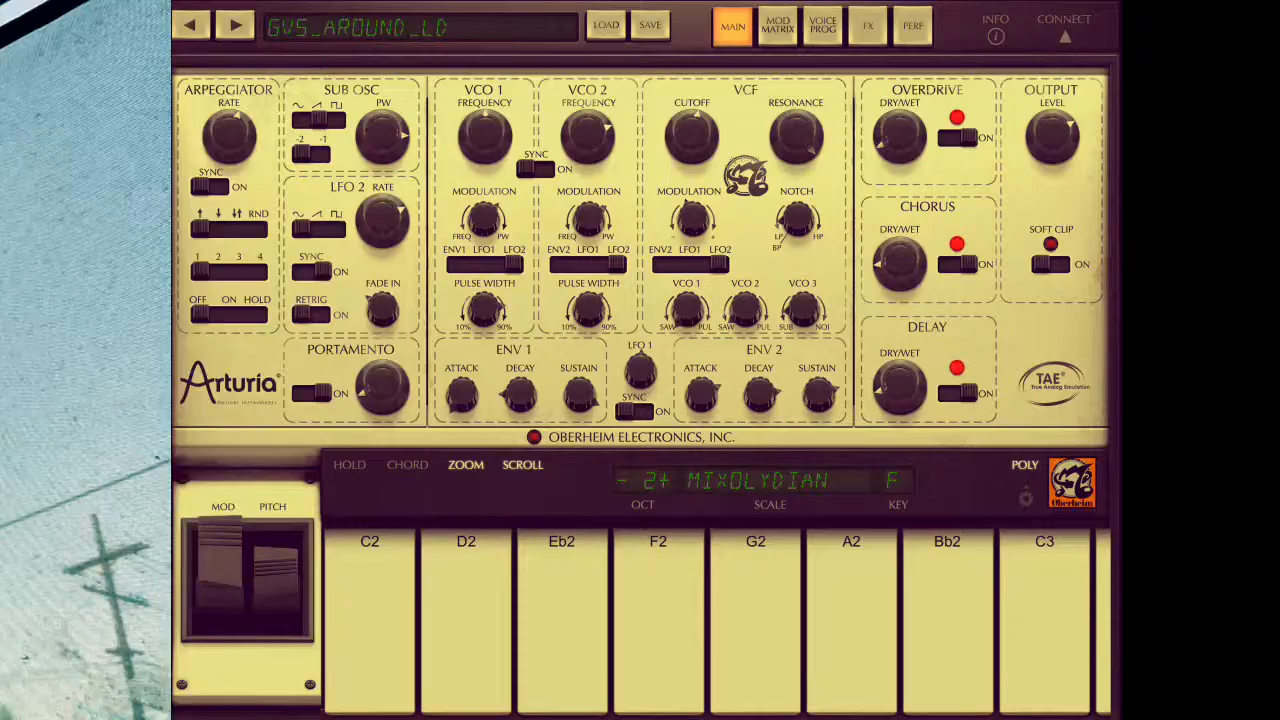 GVS_AROUND_LD LOAD SAVE MAIN MOD MATRIX VOICE PROG FX PERF INFO CONNECT
i
ARPEGGIATOR SUB OSC VCO 1 VCO 2 VCF OVERDRIVE OUTPUT
RATE PW FREQUENCY FREQUENCY CUTOFF RESONANCE DRY/WET LEVEL
ON
-2 -1
SYNC ON
SYNC ON
LFO 2 RATE
MODULATION MODULATION MODULATION NOTCH
CHORUS
↑ ↓ ↓↑ RND
FREQ PW FREQ PW - + LP HP
BP
DRY/WET SOFT CLIP
ENV1 LFO1 LFO2 ENV2 LFO1 LFO2 ENV2 LFO1 LFO2
1 2 3 4 SYNC ON ON ON
FADE IN PULSE WIDTH PULSE WIDTH VCO 1 VCO 2 VCO 3
OFF ON HOLD RETRIG ON
10% 90% 10% 90% SAW PUL SAW PUL SUB NOI
DELAY
PORTAMENTO ENV 1 LFO 1 ENV 2 DRY/WET
ATTACK DECAY SUSTAIN ATTACK DECAY SUSTAIN
Arturia ON ON TAE®
True Analog Emulation
SYNC ON
OBERHEIM ELECTRONICS, INC.
HOLD CHORD ZOOM SCROLL - 2+ MIXOLYDIAN F POLY
OCT SCALE KEY Oberheim
MOD PITCH
C2 D2 Eb2 F2 G2 A2 Bb2 C3